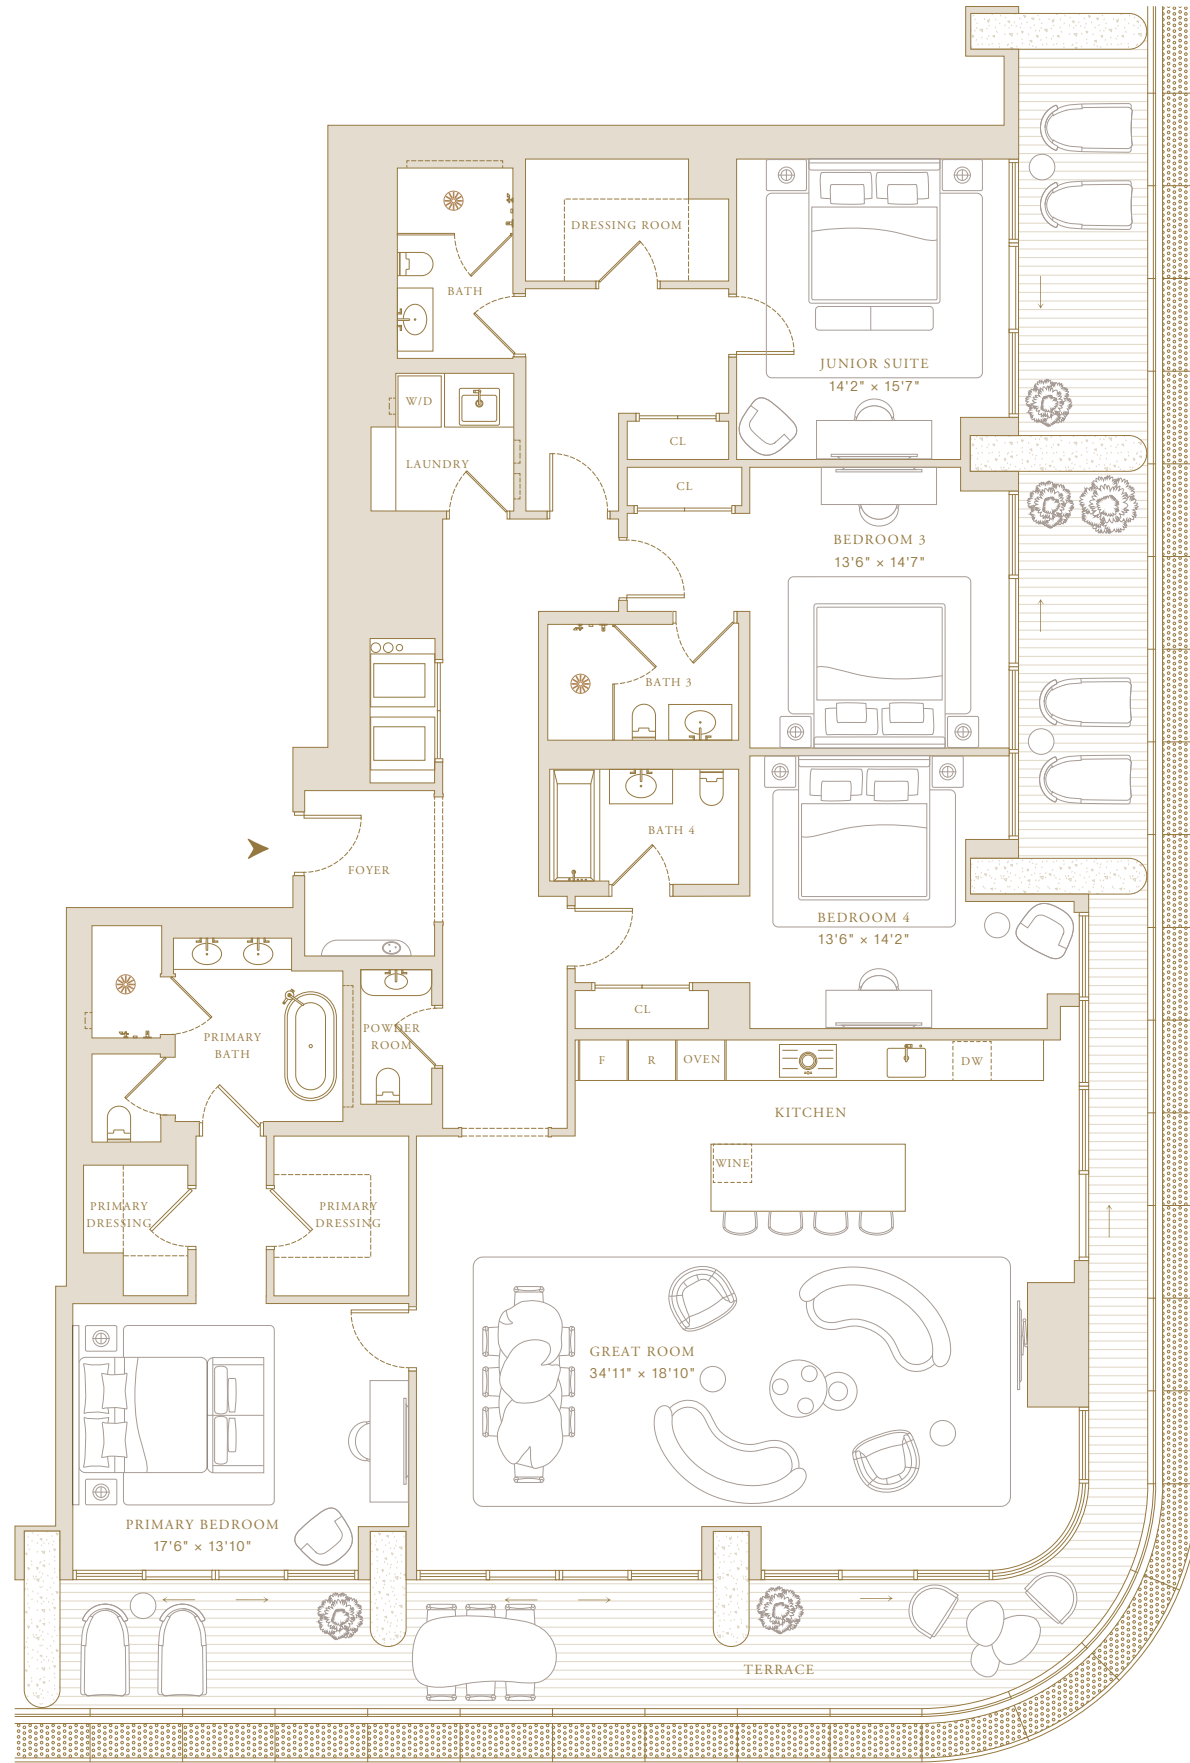 DRESSING ROOM
BATH
JUNIOR SUITE
14'2" × 15'7"
W/D
CL
LAUNDRY
CL
BEDROOM 3
13'6" × 14'7"
BATH 3
BATH 4
FOYER
BEDROOM 4
13'6" × 14'2"
CL
POWDER
ROOM
PRIMARY
BATH
F
R
OVEN
DW
KITCHEN
WINE
PRIMARY
DRESSING
PRIMARY
DRESSING
GREAT ROOM
34'11" × 18'10"
PRIMARY BEDROOM
17'6" × 13'10"
TERRACE